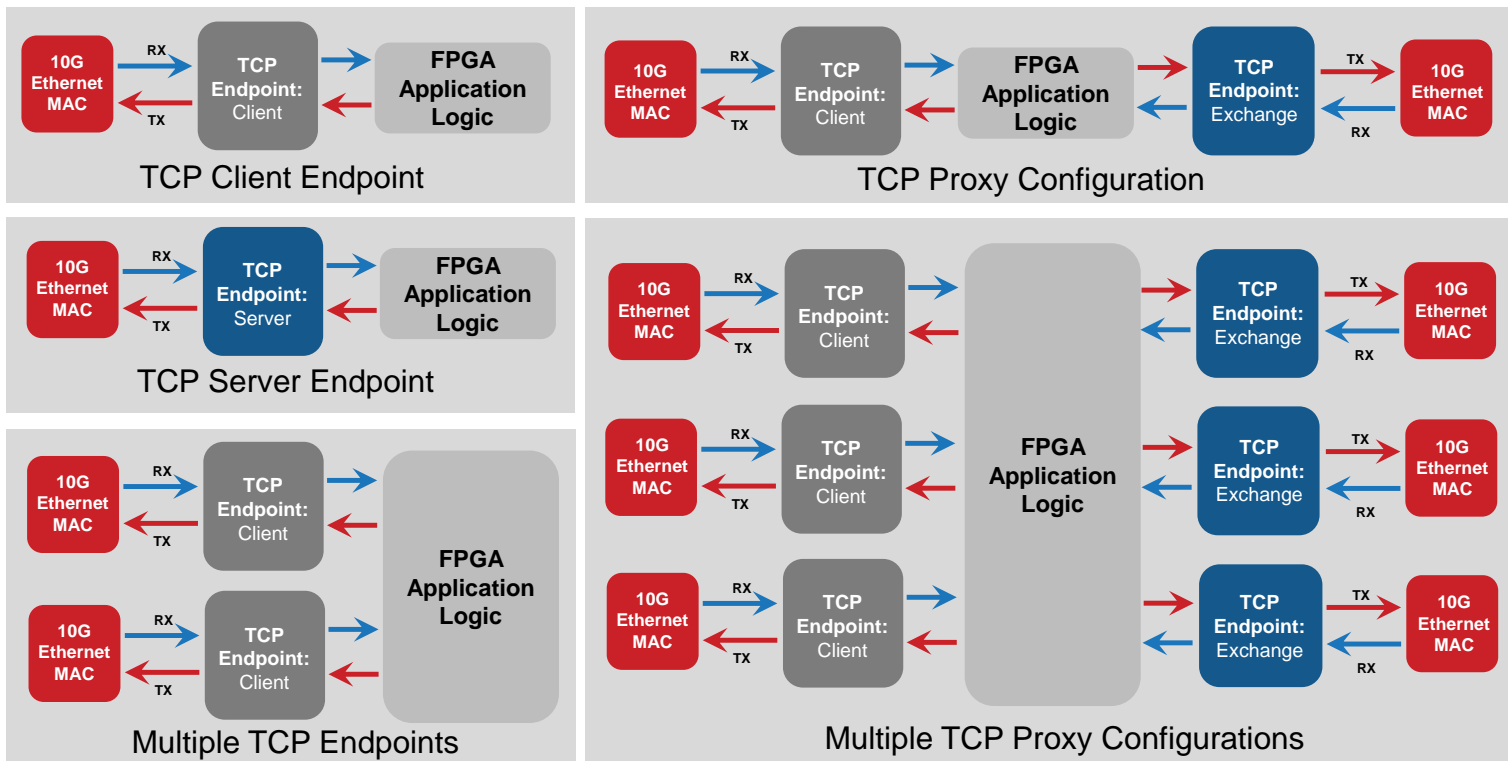 10G
Ethernet
MAC
RX
TX
TCP
Endpoint:
Client
FPGA
Application
Logic
TCP Client Endpoint
10G
Ethernet
MAC
RX
TX
TCP
Endpoint:
Client
FPGA
Application
Logic
TCP
Endpoint:
Exchange
TX
RX
10G
Ethernet
MAC
TCP Proxy Configuration
10G
Ethernet
MAC
RX
TX
TCP
Endpoint:
Server
FPGA
Application
Logic
TCP Server Endpoint
10G
Ethernet
MAC
RX
TX
TCP
Endpoint:
Client
10G
Ethernet
MAC
RX
TX
TCP
Endpoint:
Client
FPGA
Application
Logic
Multiple TCP Endpoints
10G
Ethernet
MAC
RX
TX
TCP
Endpoint:
Client
TCP
Endpoint:
Exchange
TX
RX
10G
Ethernet
MAC
10G
Ethernet
MAC
RX
TX
TCP
Endpoint:
Client
FPGA
Application
Logic
TCP
Endpoint:
Exchange
TX
RX
10G
Ethernet
MAC
10G
Ethernet
MAC
RX
TX
TCP
Endpoint:
Client
TCP
Endpoint:
Exchange
TX
RX
10G
Ethernet
MAC
Multiple TCP Proxy Configurations